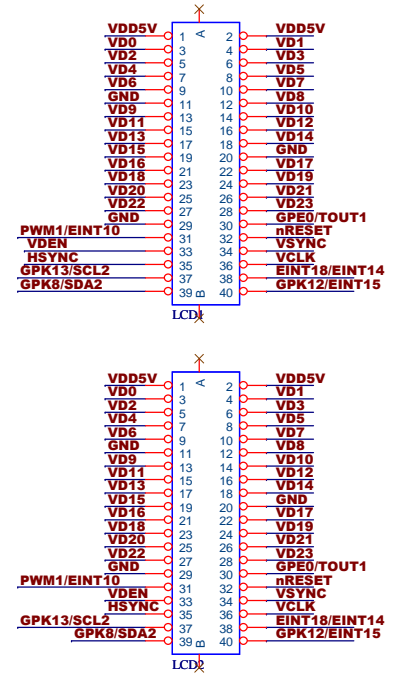 A
VDD5V 1 2 VDD5V
VD0 3 4 VD1
VD2 5 6 VD3
VD4 7 8 VD5
VD6 9 10 VD7
GND 11 12 VD8
VD9 13 14 VD10
VD11 15 16 VD12
VD13 17 18 VD14
VD15 19 20 GND
VD16 21 22 VD17
VD18 23 24 VD19
VD20 25 26 VD21
VD22 27 28 VD23
GND 29 30 GPE0/TOUT1
PWM1/EINT10 31 32 nRESET
VDEN 33 34 VSYNC
HSYNC 35 36 VCLK
GPK13/SCL2 37 38 EINT18/EINT14
GPK8/SDA2 39 B 40 GPK12/EINT15
LCD1
A
VDD5V 1 2 VDD5V
VD0 3 4 VD1
VD2 5 6 VD3
VD4 7 8 VD5
VD6 9 10 VD7
GND 11 12 VD8
VD9 13 14 VD10
VD11 15 16 VD12
VD13 17 18 VD14
VD15 19 20 GND
VD16 21 22 VD17
VD18 23 24 VD19
VD20 25 26 VD21
VD22 27 28 VD23
GND 29 30 GPE0/TOUT1
PWM1/EINT10 31 32 nRESET
VDEN 33 34 VSYNC
HSYNC 35 36 VCLK
GPK13/SCL2 37 38 EINT18/EINT14
GPK8/SDA2 39 B 40 GPK12/EINT15
LCD2